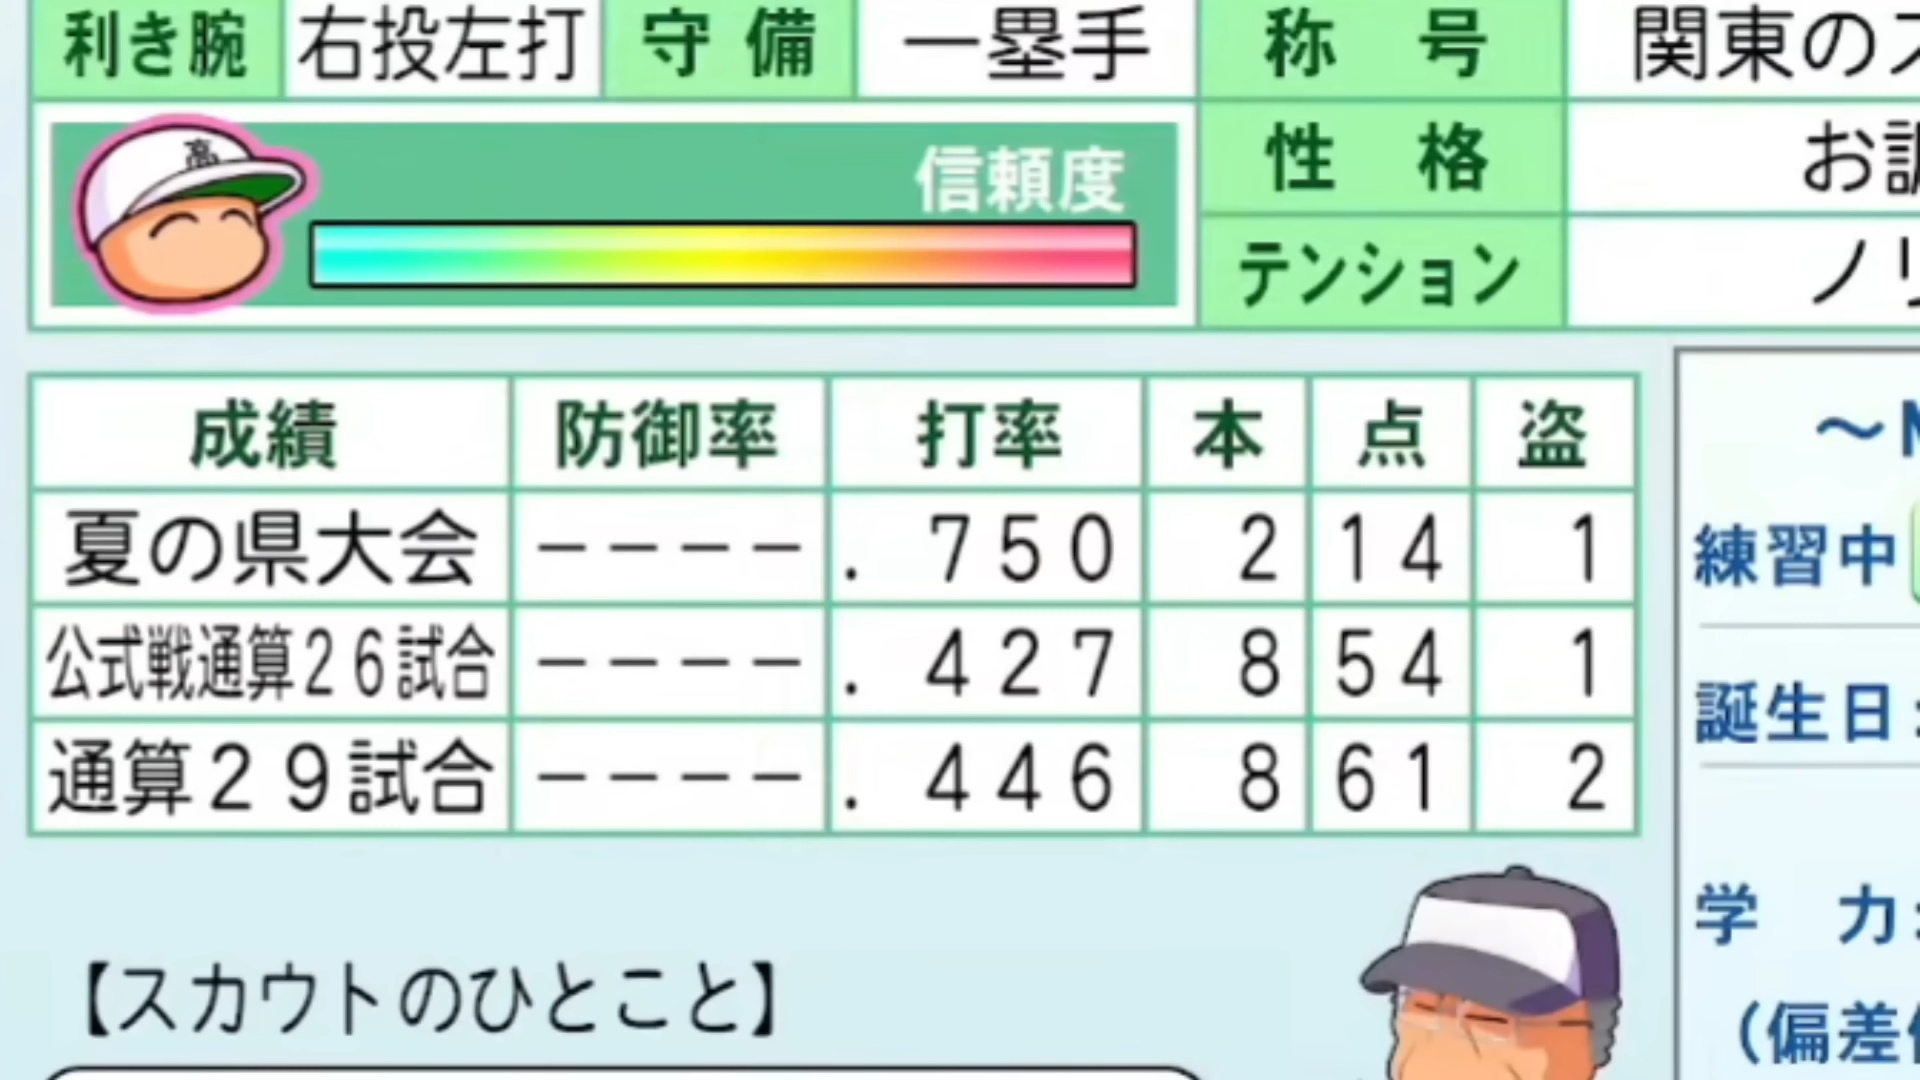 利き腕 右投左打 守備 一塁手 称号 関東の
高 信頼度 性格 お調
テンション ノリ
成績 防御率 打率 本 点 盗
夏の県大会 ---- .750 2 14 1
公式戦通算26試合 ---- .427 8 54 1
通算29試合 ---- .446 8 61 2
練習中
誕生日:
学力:
(偏差
【スカウトのひとこと】